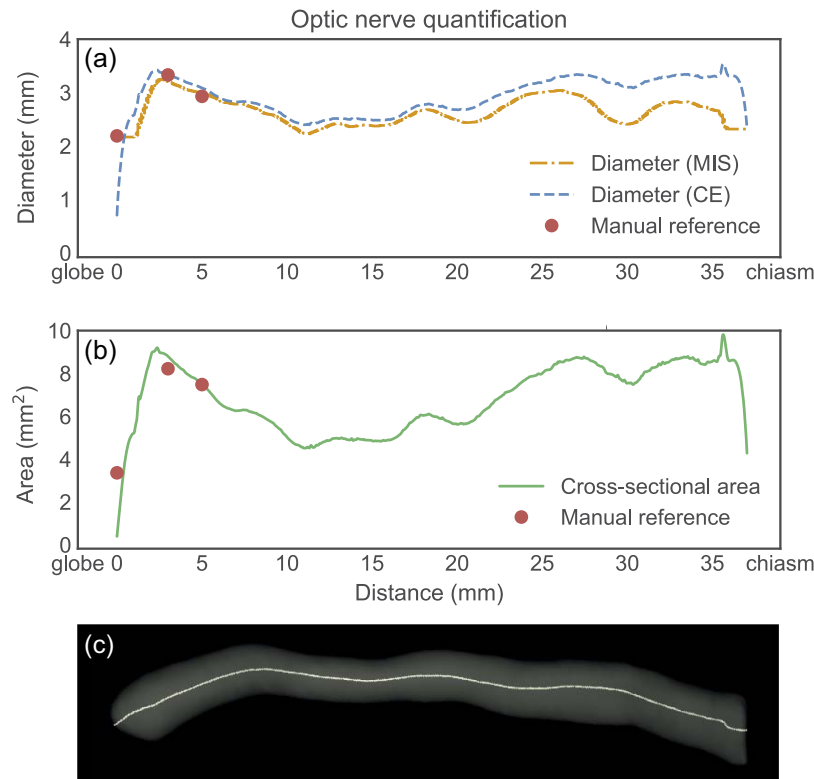 Optic nerve quantification
(a)
4
3
2
1
0
Diameter (mm)
Diameter (MIS)
Diameter (CE)
Manual reference
globe 0 5 10 15 20 25 30 35 chiasm
(b)
10
8
6
4
2
0
Area (mm²)
Cross-sectional area
Manual reference
globe 0 5 10 15 20 25 30 35 chiasm
Distance (mm)
(c)